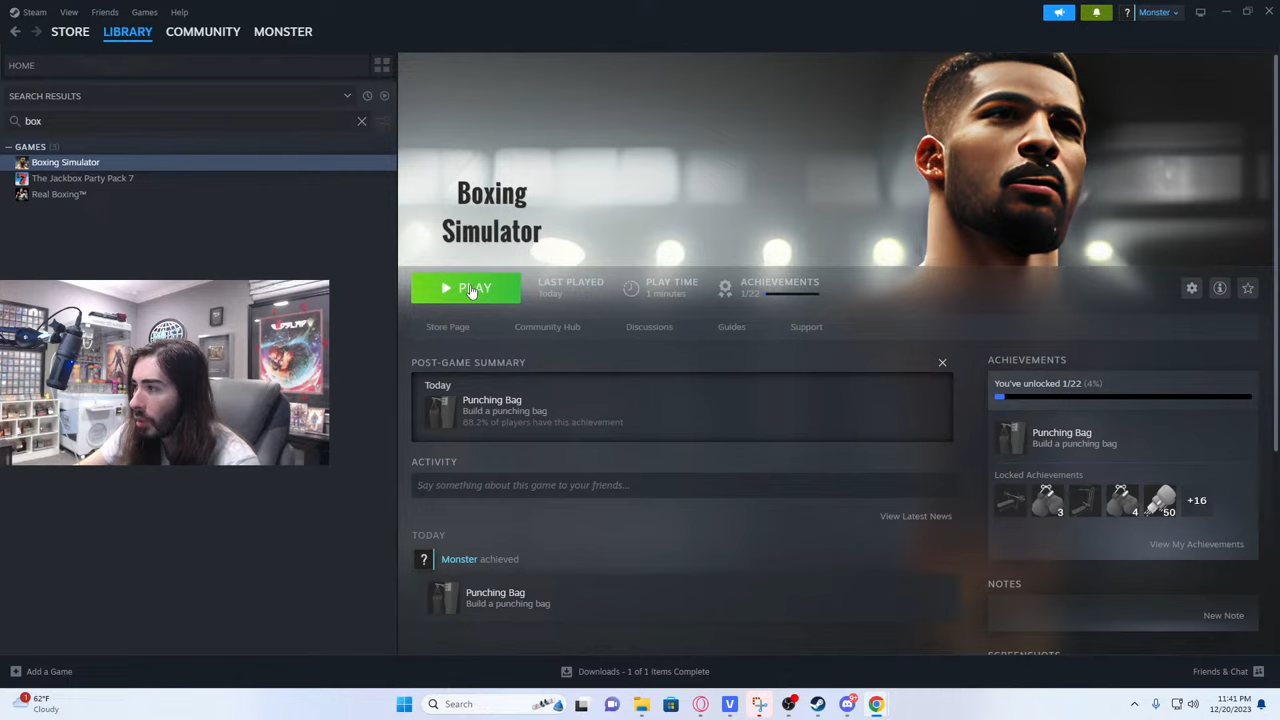 Steam View Friends Games Help
Monster
STORE LIBRARY COMMUNITY MONSTER
HOME
SEARCH RESULTS
box
GAMES (3)
Boxing Simulator
The Jackbox Party Pack 7
Real Boxing™
Boxing
Simulator
PLAY
LAST PLAYED
Today
PLAY TIME
1 minutes
ACHIEVEMENTS
1/22
Store Page Community Hub Discussions Guides Support
POST-GAME SUMMARY
Today
Punching Bag
Build a punching bag
88.2% of players have this achievement
ACTIVITY
Say something about this game to your friends...
View Latest News
TODAY
Monster achieved
Punching Bag
Build a punching bag
ACHIEVEMENTS
You've unlocked 1/22 (4%)
Punching Bag
Build a punching bag
Locked Achievements
3 4 50 +16
View My Achievements
NOTES
New Note
SCREENSHOTS
Add a Game
Downloads - 1 of 1 Items Complete
Friends & Chat
1
62°F
Cloudy
Search
11:41 PM
12/20/2023